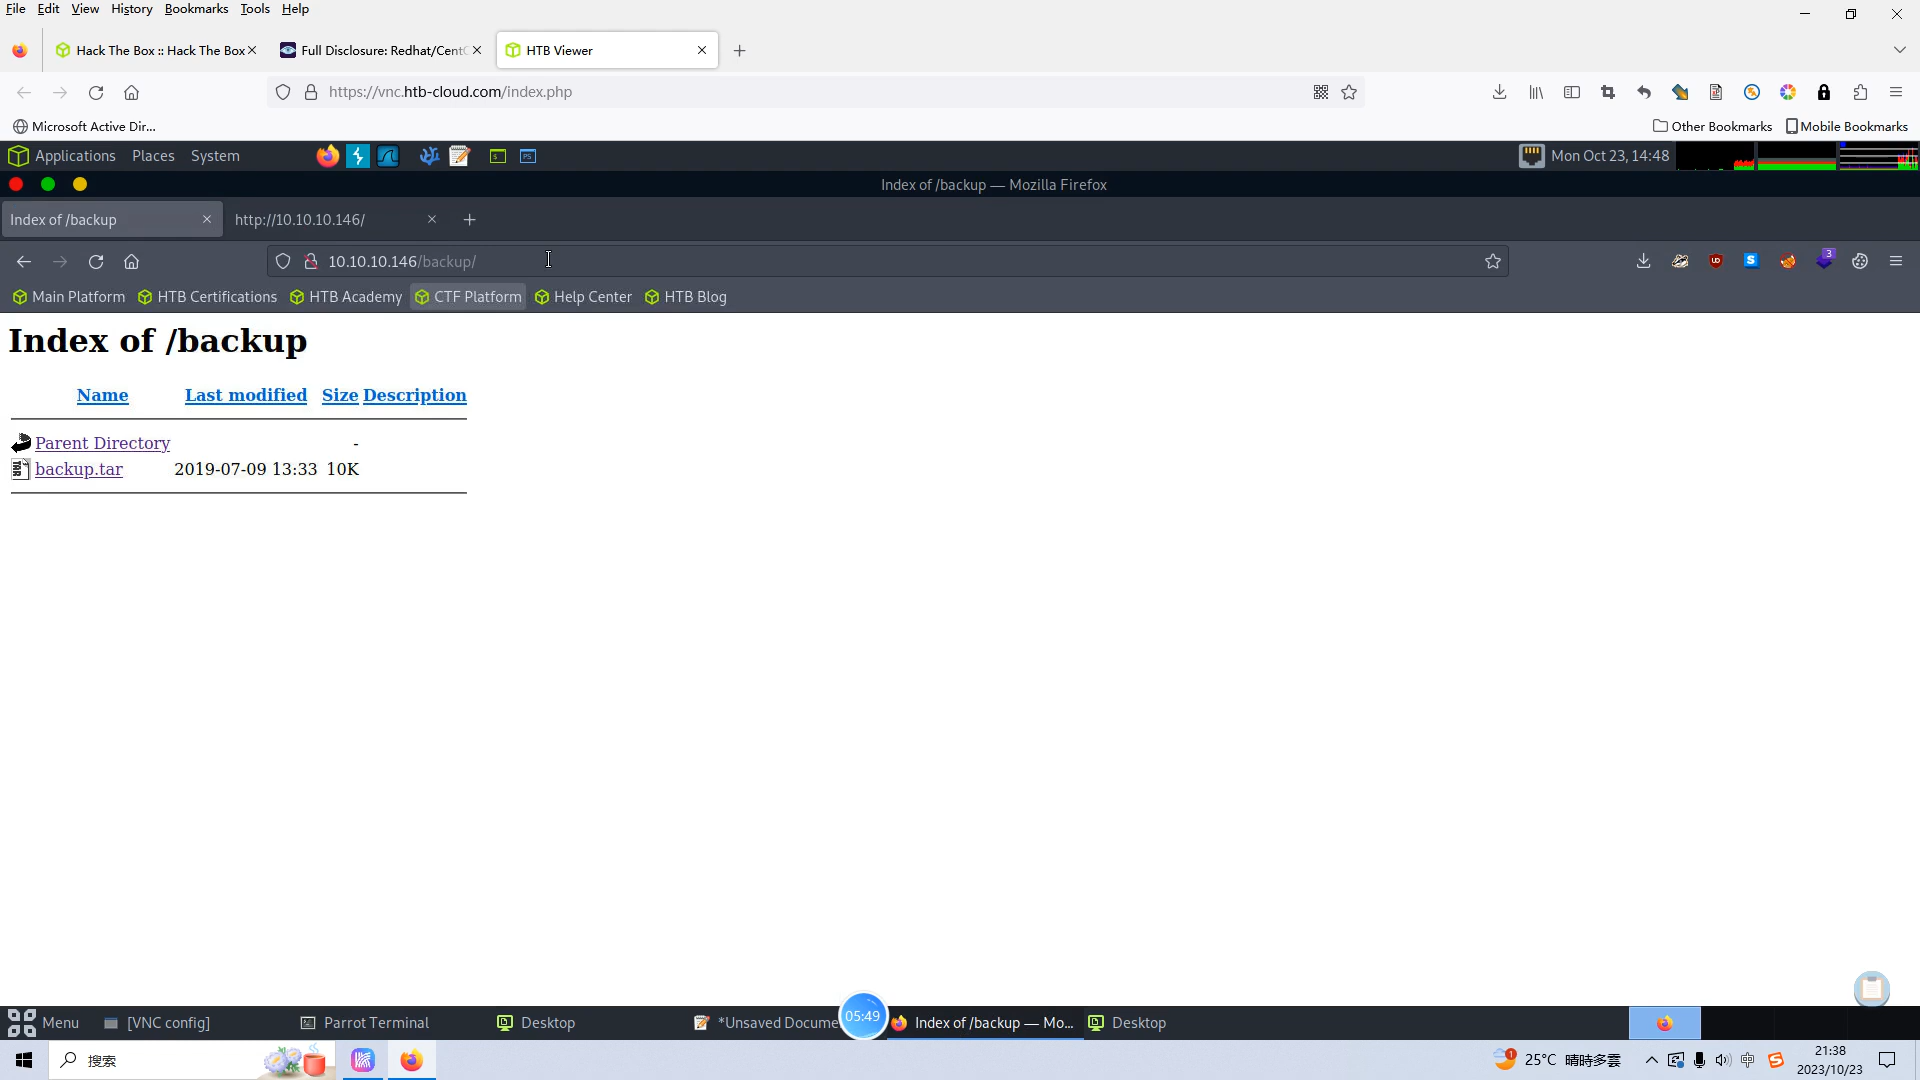 File Edit View History Bookmarks Tools Help
Hack The Box :: Hack The Box
Full Disclosure: Redhat/Cent
HTB Viewer
https://vnc.htb-cloud.com/index.php
Microsoft Active Dir...
Other Bookmarks
Mobile Bookmarks
Applications Places System
Mon Oct 23, 14:48
Index of /backup — Mozilla Firefox
Index of /backup
http://10.10.10.146/
10.10.10.146/backup/
3
Main Platform HTB Certifications HTB Academy CTF Platform Help Center HTB Blog
Index of /backup
Name Last modified Size Description
Parent Directory -
backup.tar 2019-07-09 13:33 10K
Menu
[VNC config]
Parrot Terminal
Desktop
*Unsaved Docume
05:49
Index of /backup — Mo...
Desktop
搜索
1
25°C 晴時多雲
中
21:38
2023/10/23